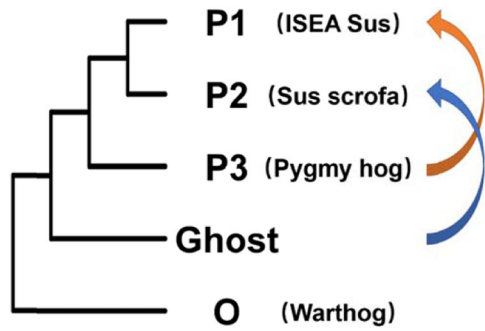 P1 (ISEA Sus)
P2 (Sus scrofa)
P3 (Pygmy hog)
Ghost
O (Warthog)